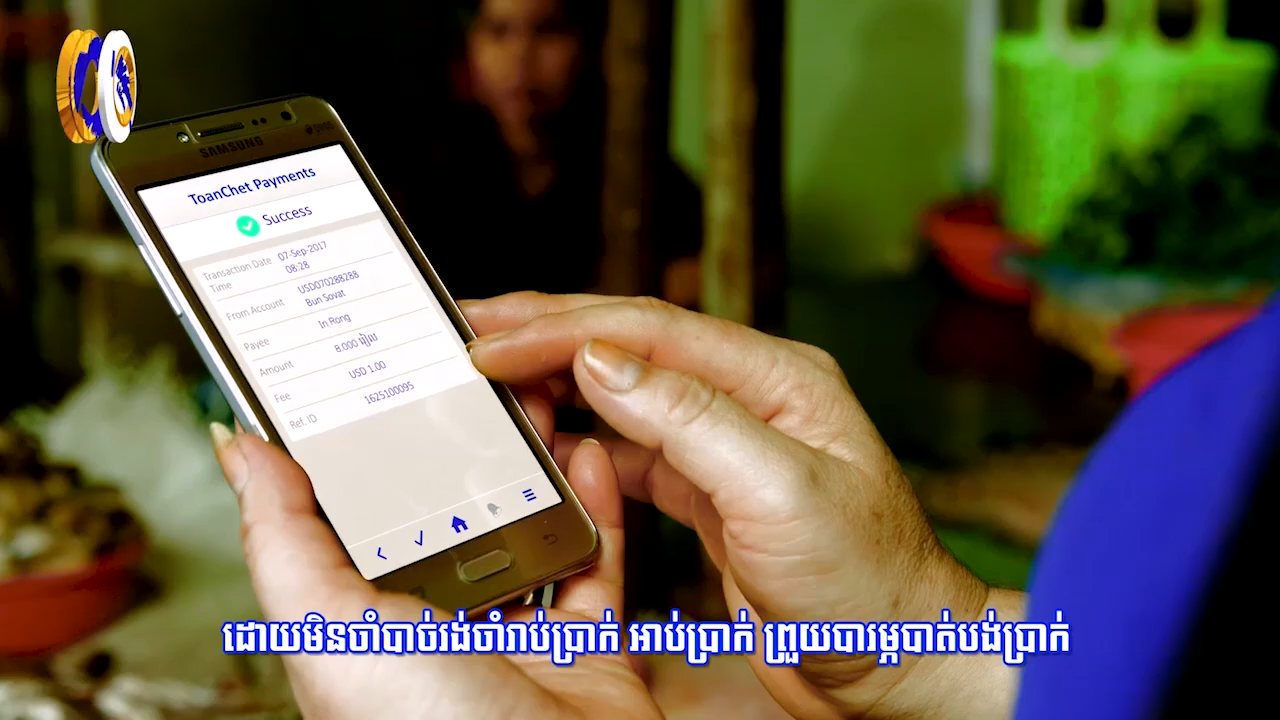 SAMSUNG
DUOS
ToanChet Payments
Success
Transaction Date 07-Sep-2017
Time 08:28
From Account USD070288288
Bun Sovat
Payee In Rong
Amount 8.000 រៀល
Fee USD 1.00
Ref. ID 1625100095
ដោយមិនចាំបាច់រង់ចាំរាប់ប្រាក់ អាប់ប្រាក់ ព្រួយបារម្ភបាត់បង់ប្រាក់